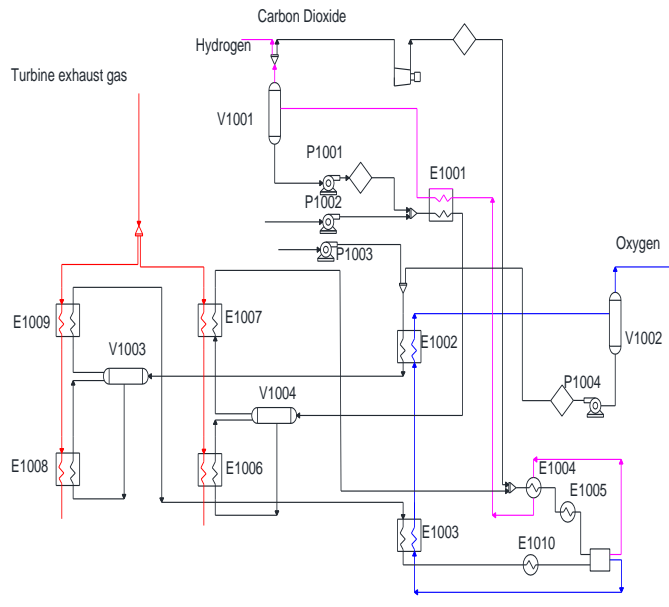 Carbon Dioxide
Hydrogen
Turbine exhaust gas
V1001
P1001
E1001
P1002
P1003
Oxygen
E1009
E1007
E1002
V1002
V1003
P1004
V1004
E1008
E1006
E1004
E1005
E1003
E1010